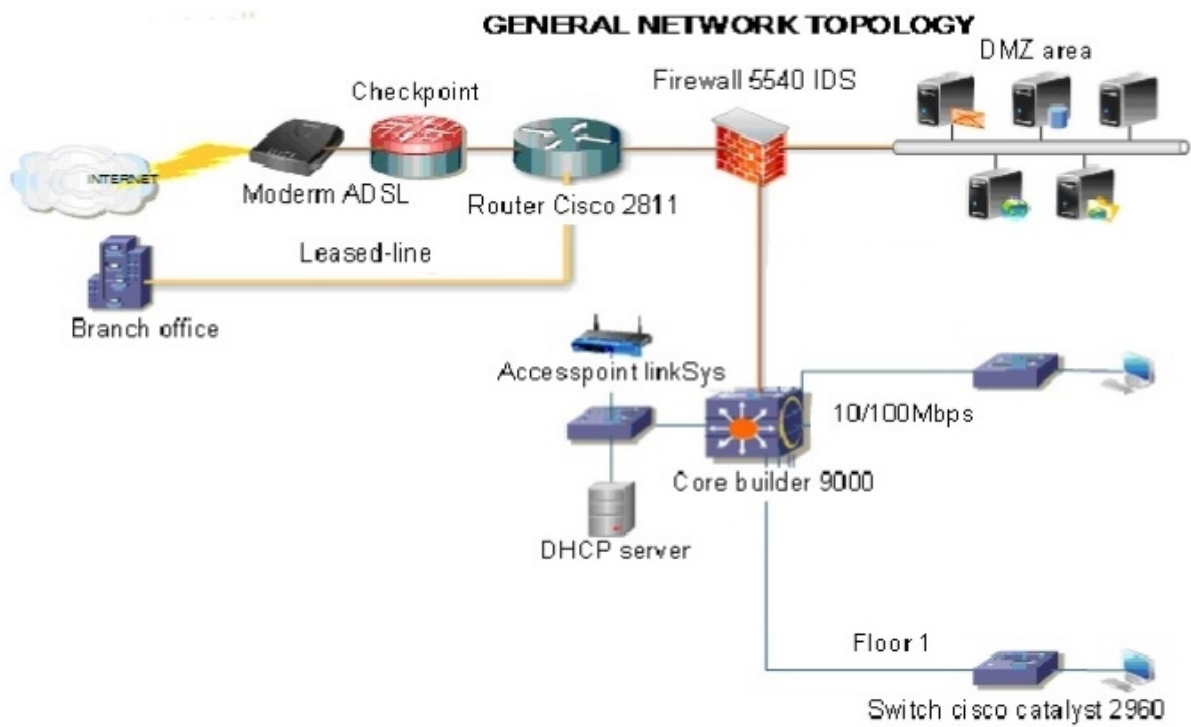 GENERAL NETWORK TOPOLOGY
DMZ area
Firewall 5540 IDS
Checkpoint
INTERNET
Moderm ADSL
Router Cisco 2811
Leased-line
Branch office
Accesspoint linkSys
10/100Mbps
Core builder 9000
DHCP server
Floor 1
Switch cisco catalyst 2960